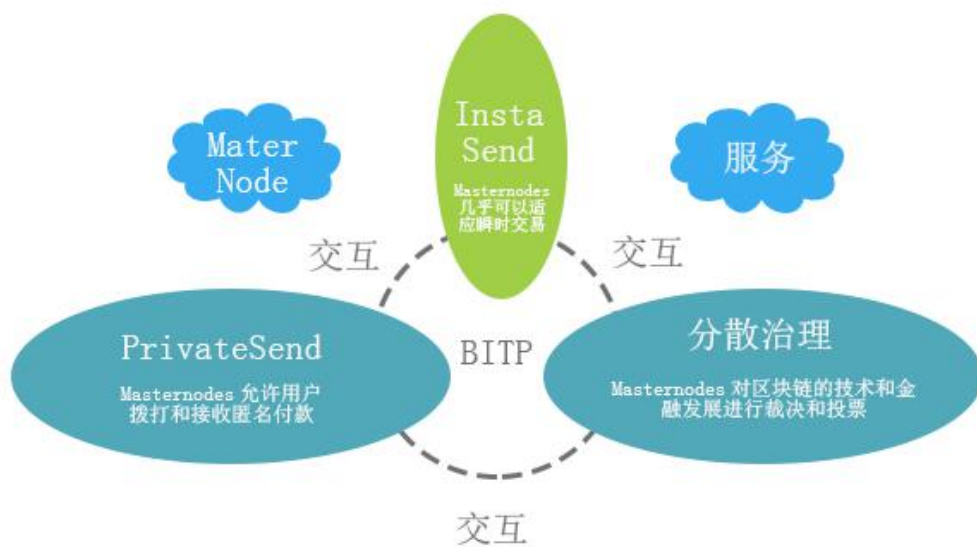 Insta
Send
Masternodes
几乎可以适
应瞬时交易
Mater
Node
服务
交互
交互
PrivateSend
Masternodes 允许用户
拨打和接收匿名付款
BITP
分散治理
Masternodes 对区块链的技术和金
融发展进行裁决和投票
交互